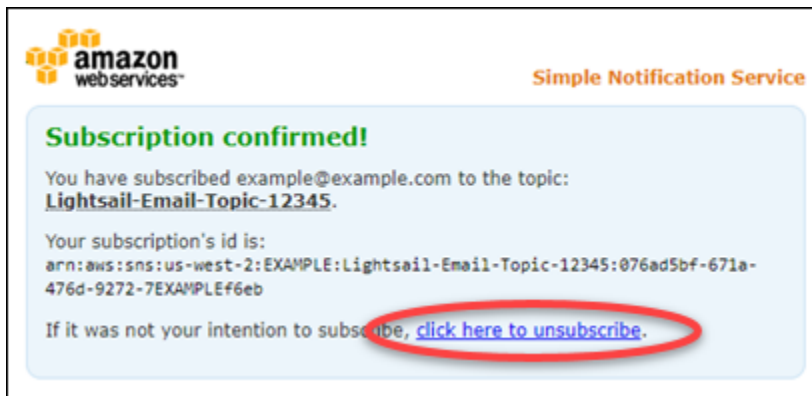 amazon
webservices™
Simple Notification Service
Subscription confirmed!
You have subscribed example@example.com to the topic:
Lightsail-Email-Topic-12345.
Your subscription's id is:
arn:aws:sns:us-west-2:EXAMPLE:Lightsail-Email-Topic-12345:076ad5bf-671a-
476d-9272-7EXAMPLEf6eb
If it was not your intention to subscribe, click here to unsubscribe.